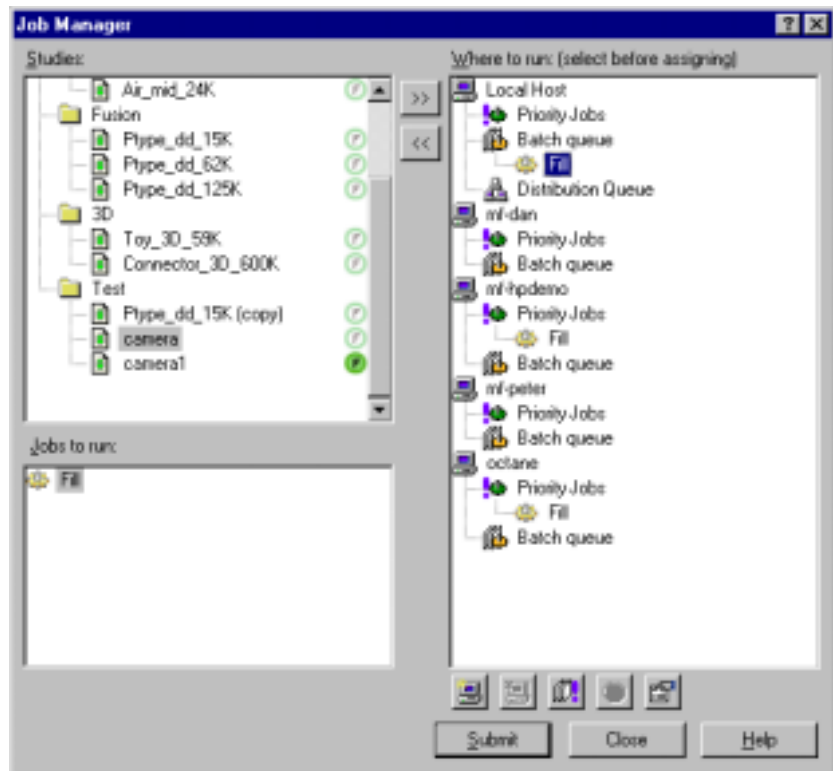 Job Manager
Studies:
Air_mid_24K
Fusion
Ptype_dd_15K
Ptype_dd_62K
Ptype_dd_125K
3D
Toy_3D_59K
Connector_3D_600K
Test
Ptype_dd_15K (copy)
camera
camera1
Jobs to run:
Fill
>>
<<
Where to run: (select before assigning)
Local Host
Priority Jobs
Batch queue
Fill
Distribution Queue
mf-dan
Priority Jobs
Batch queue
mf-hpdemo
Priority Jobs
Fill
Batch queue
mf-peter
Priority Jobs
Batch queue
octane
Priority Jobs
Fill
Batch queue
Submit
Close
Help